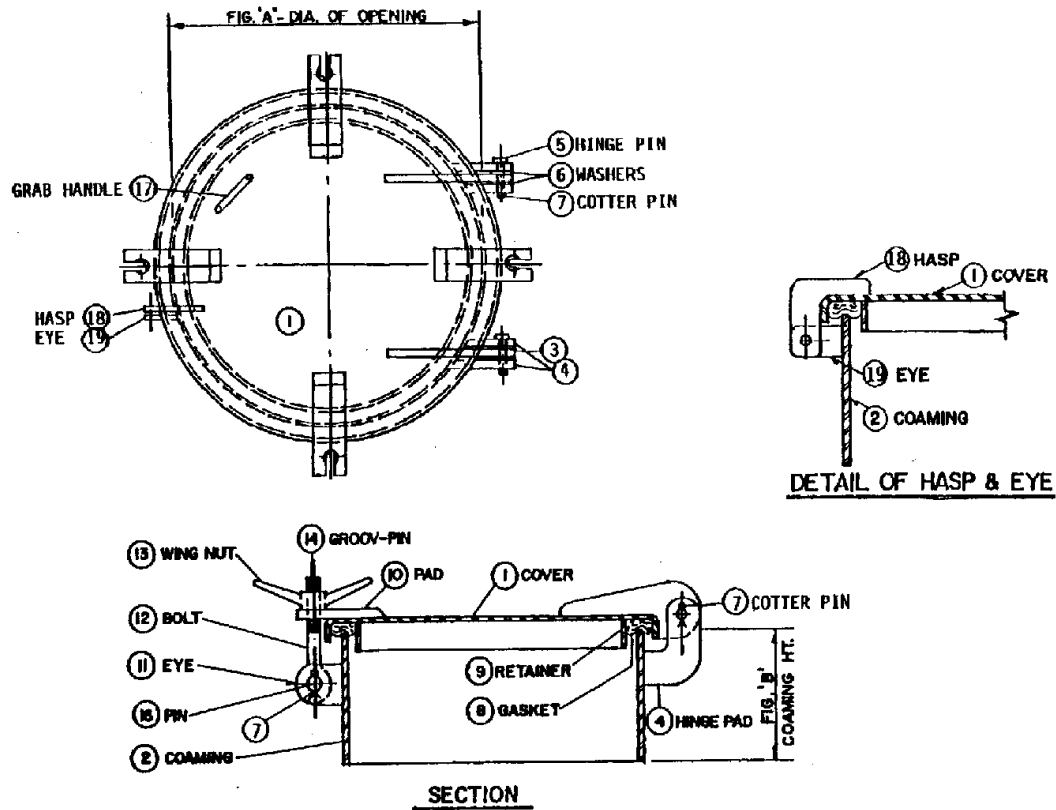 FIG. 'A' - DIA. OF OPENING
5 HINGE PIN
6 WASHERS
7 COTTER PIN
GRAB HANDLE 17
HASP 18
EYE 19
1
3
4
18 HASP
1 COVER
19 EYE
2 COAMING
DETAIL OF HASP & EYE
14 GROOV-PIN
13 WING NUT
10 PAD
1 COVER
7 COTTER PIN
12 BOLT
11 EYE
9 RETAINER
16 PIN
8 GASKET
7
4 HINGE PAD
2 COAMING
FIG. 'B'
COAMING HT.
SECTION